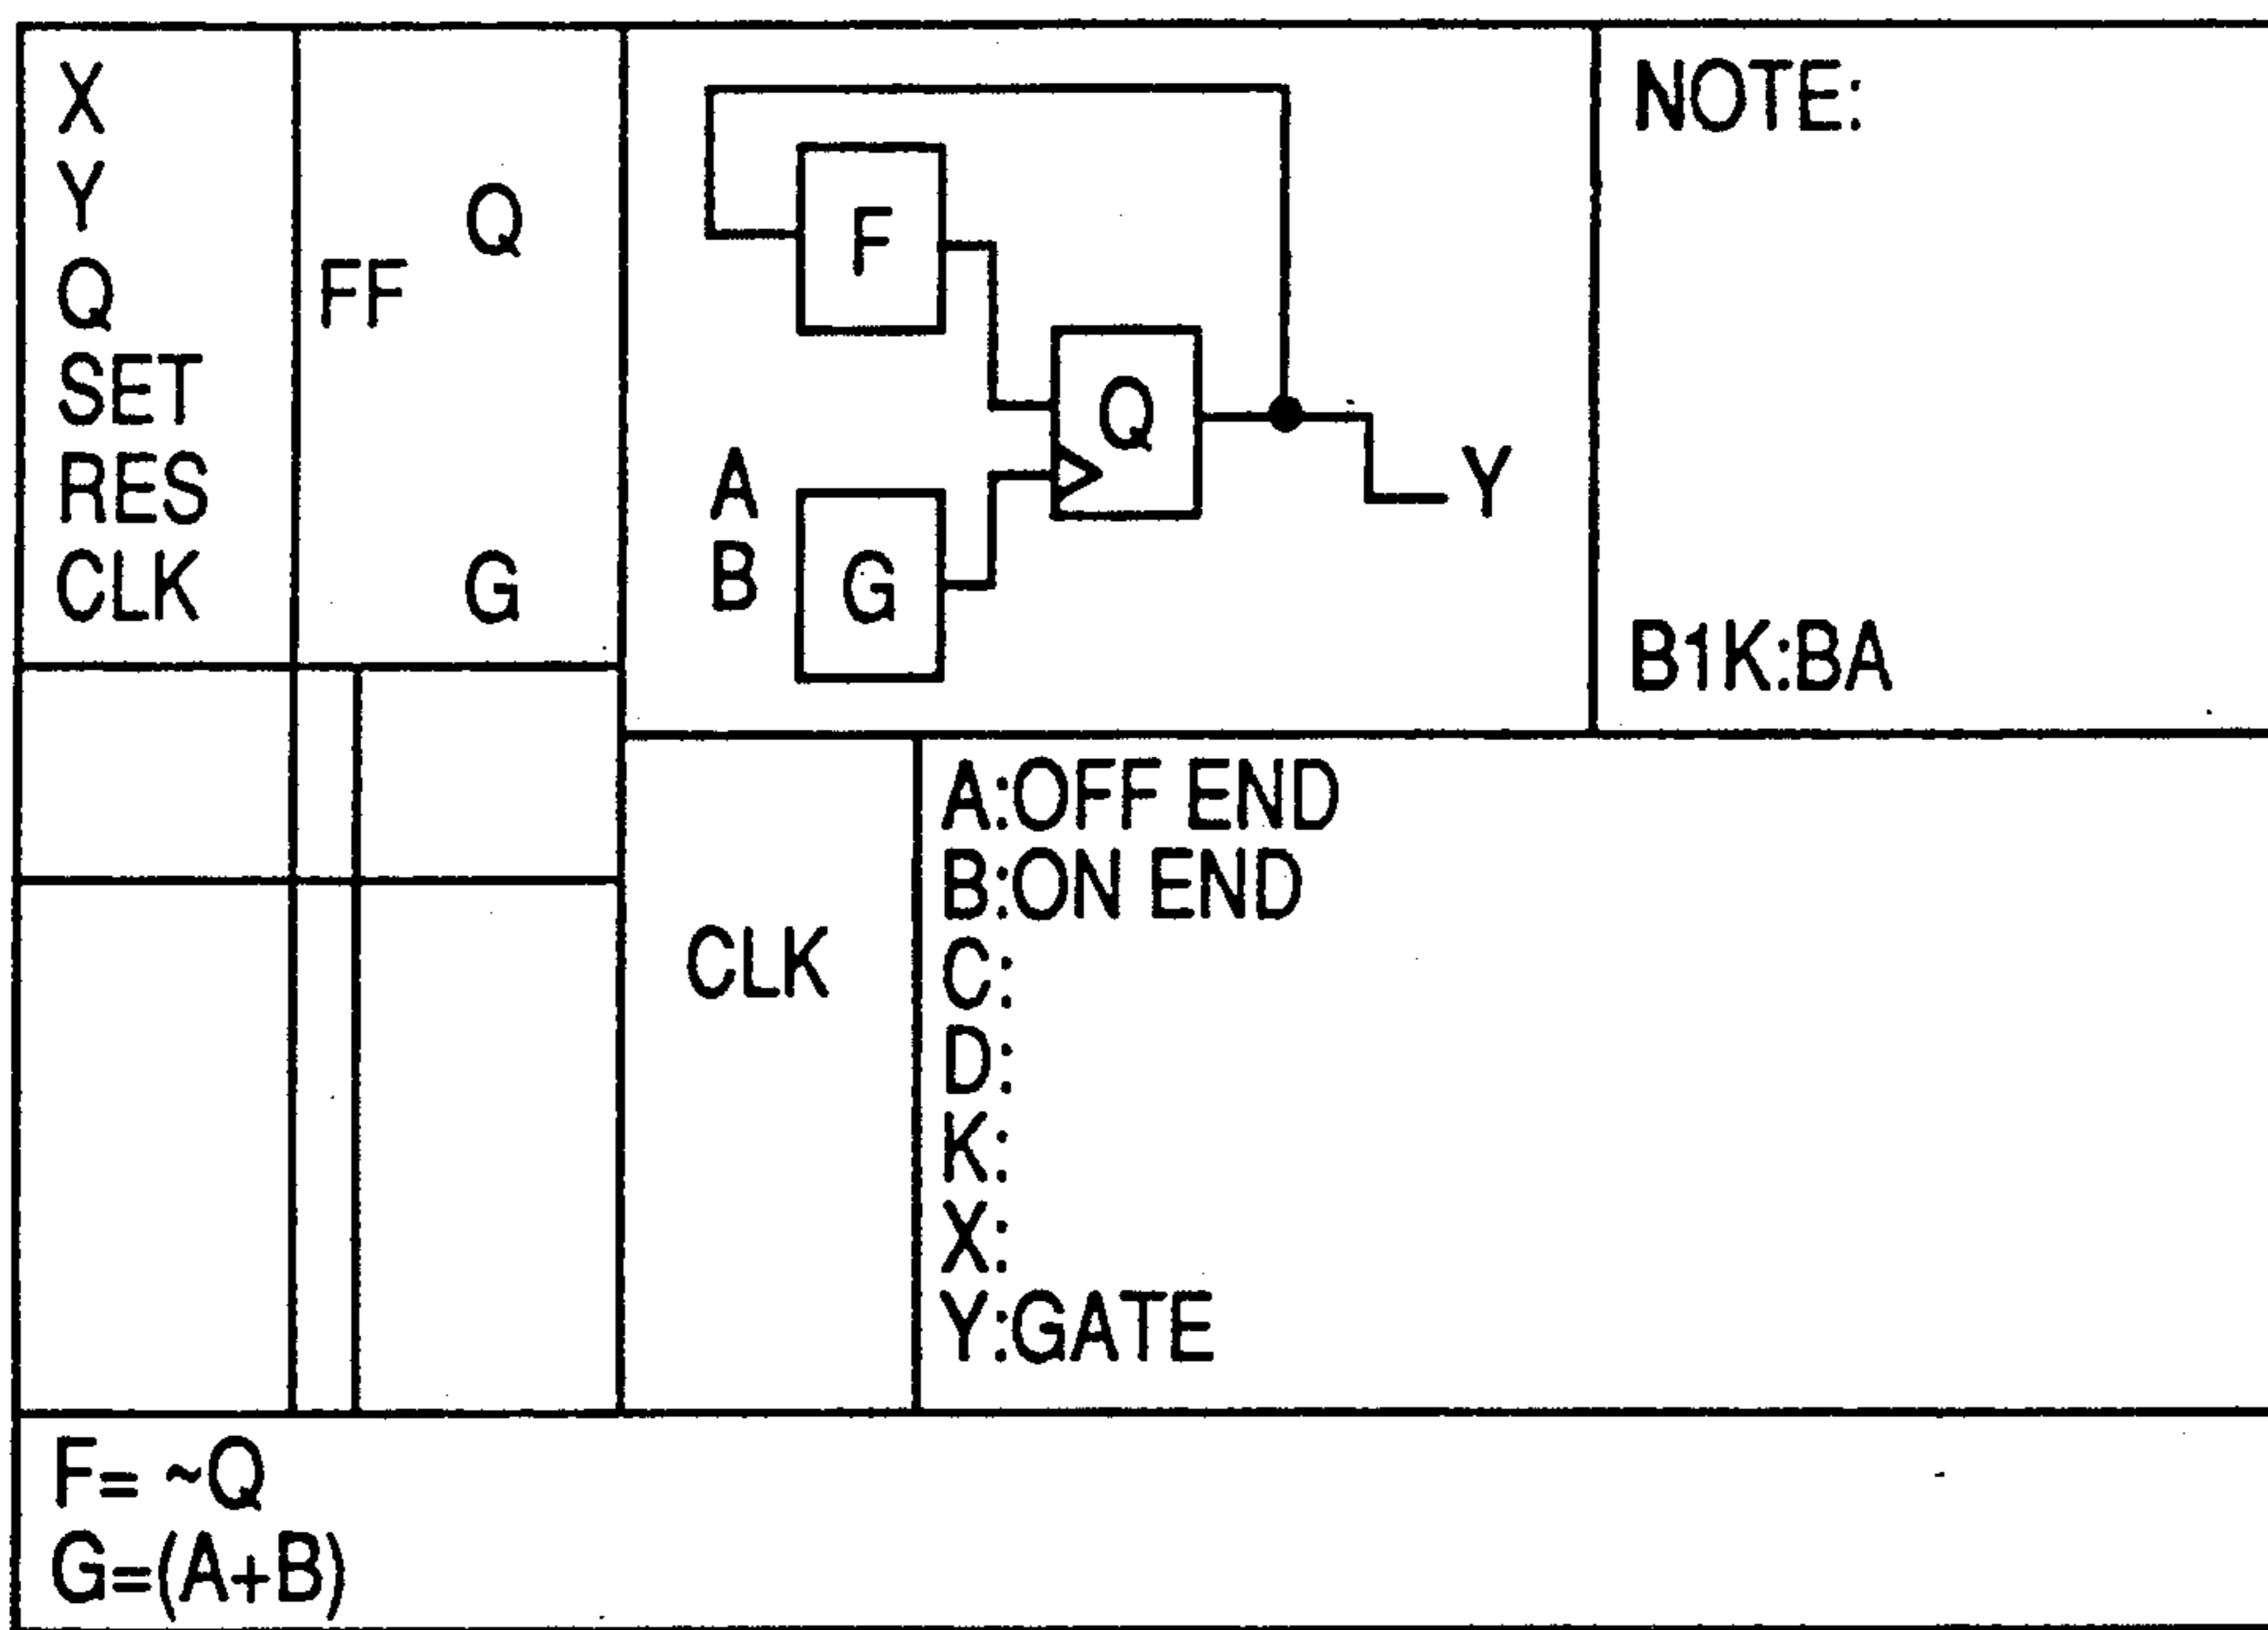 X
Y Q
Q FF
SET
RES
CLK G
F
Q
A
B G
Y
NOTE:
B1K:BA
CLK
A:OFF END
B:ON END
C:
D:
K:
X:
Y:GATE
F= ~Q
G=(A+B)